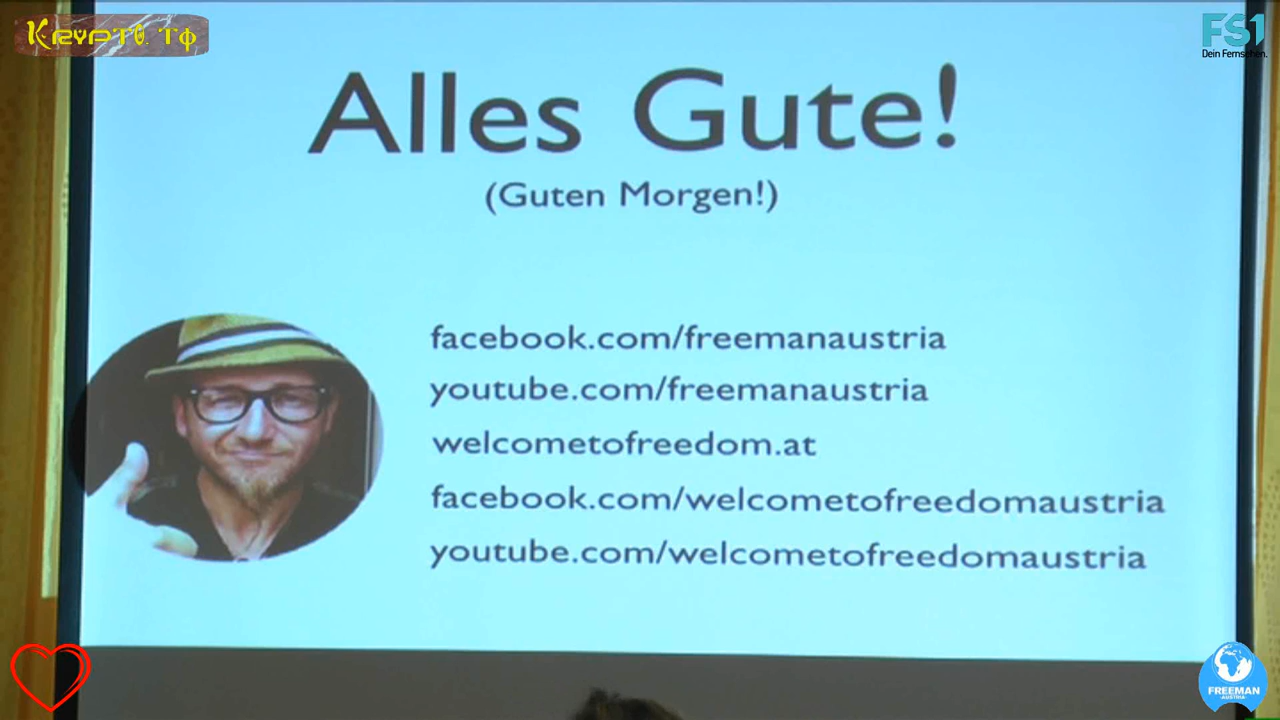 KRYPTO.TΦ
FS1
Dein Fernsehen.
Alles Gute!
(Guten Morgen!)
facebook.com/freemanaustria
youtube.com/freemanaustria
welcometofreedom.at
facebook.com/welcometofreedomaustria
youtube.com/welcometofreedomaustria
FREEMAN
AUSTRIA